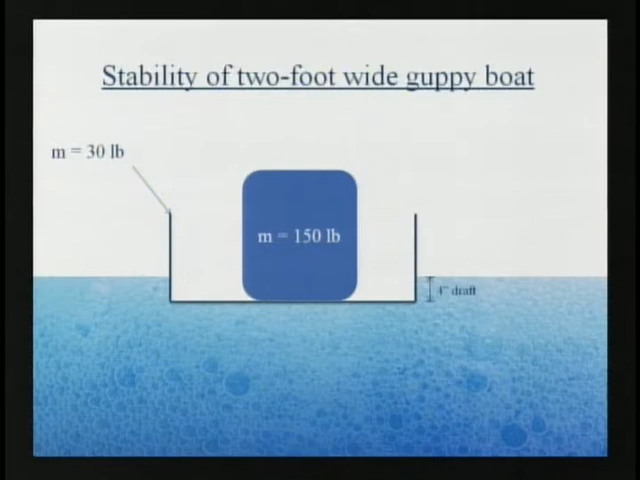 Stability of two-foot wide guppy boat
m = 30 lb
m = 150 lb
4" draft